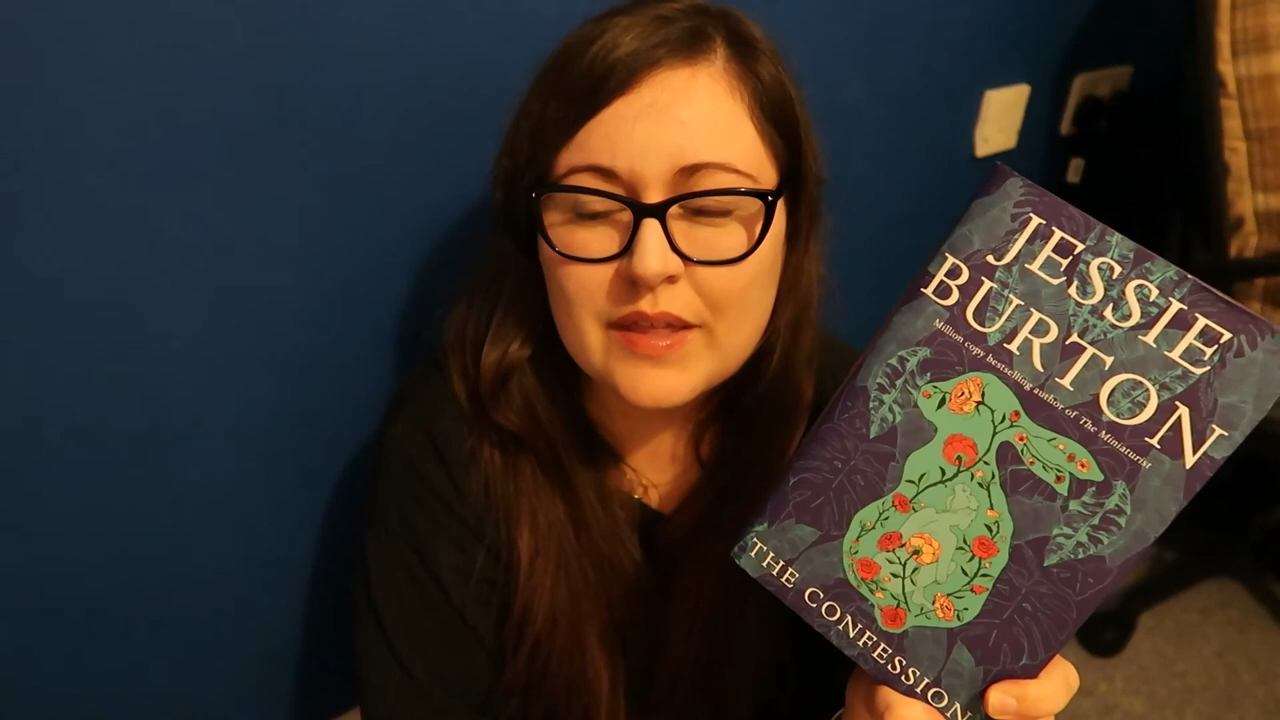 JESSIE
BURTON
Million copy bestselling author of The Miniaturist
THE CONFESSION